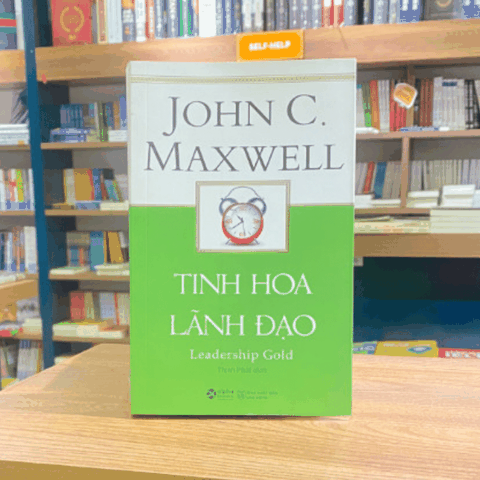 SELF-HELP
JOHN C.
MAXWELL
TINH HOA
LÃNH ĐẠO
Leadership Gold